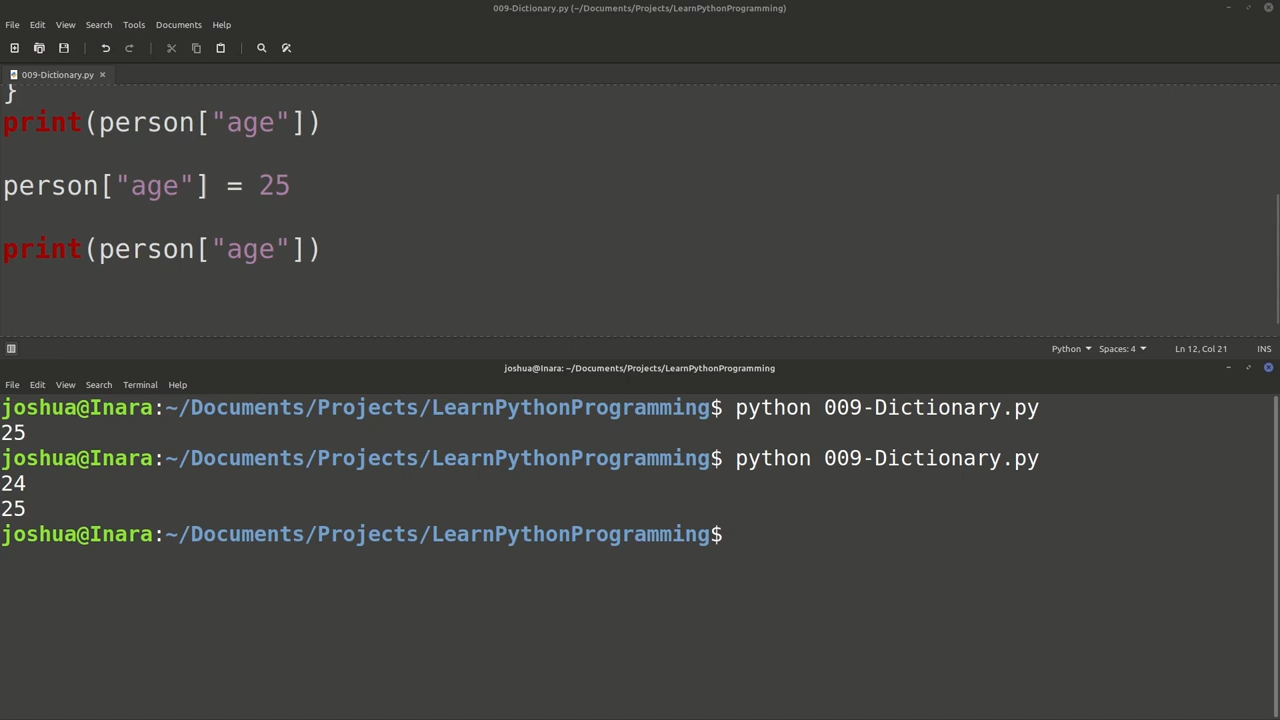 009-Dictionary.py (~/Documents/Projects/LearnPythonProgramming)
File Edit View Search Tools Documents Help
009-Dictionary.py
}
print(person["age"])
person["age"] = 25
print(person["age"])
Python Spaces: 4 Ln 12, Col 21 INS
joshua@Inara: ~/Documents/Projects/LearnPythonProgramming
File Edit View Search Terminal Help
joshua@Inara:~/Documents/Projects/LearnPythonProgramming$ python 009-Dictionary.py
25
joshua@Inara:~/Documents/Projects/LearnPythonProgramming$ python 009-Dictionary.py
24
25
joshua@Inara:~/Documents/Projects/LearnPythonProgramming$